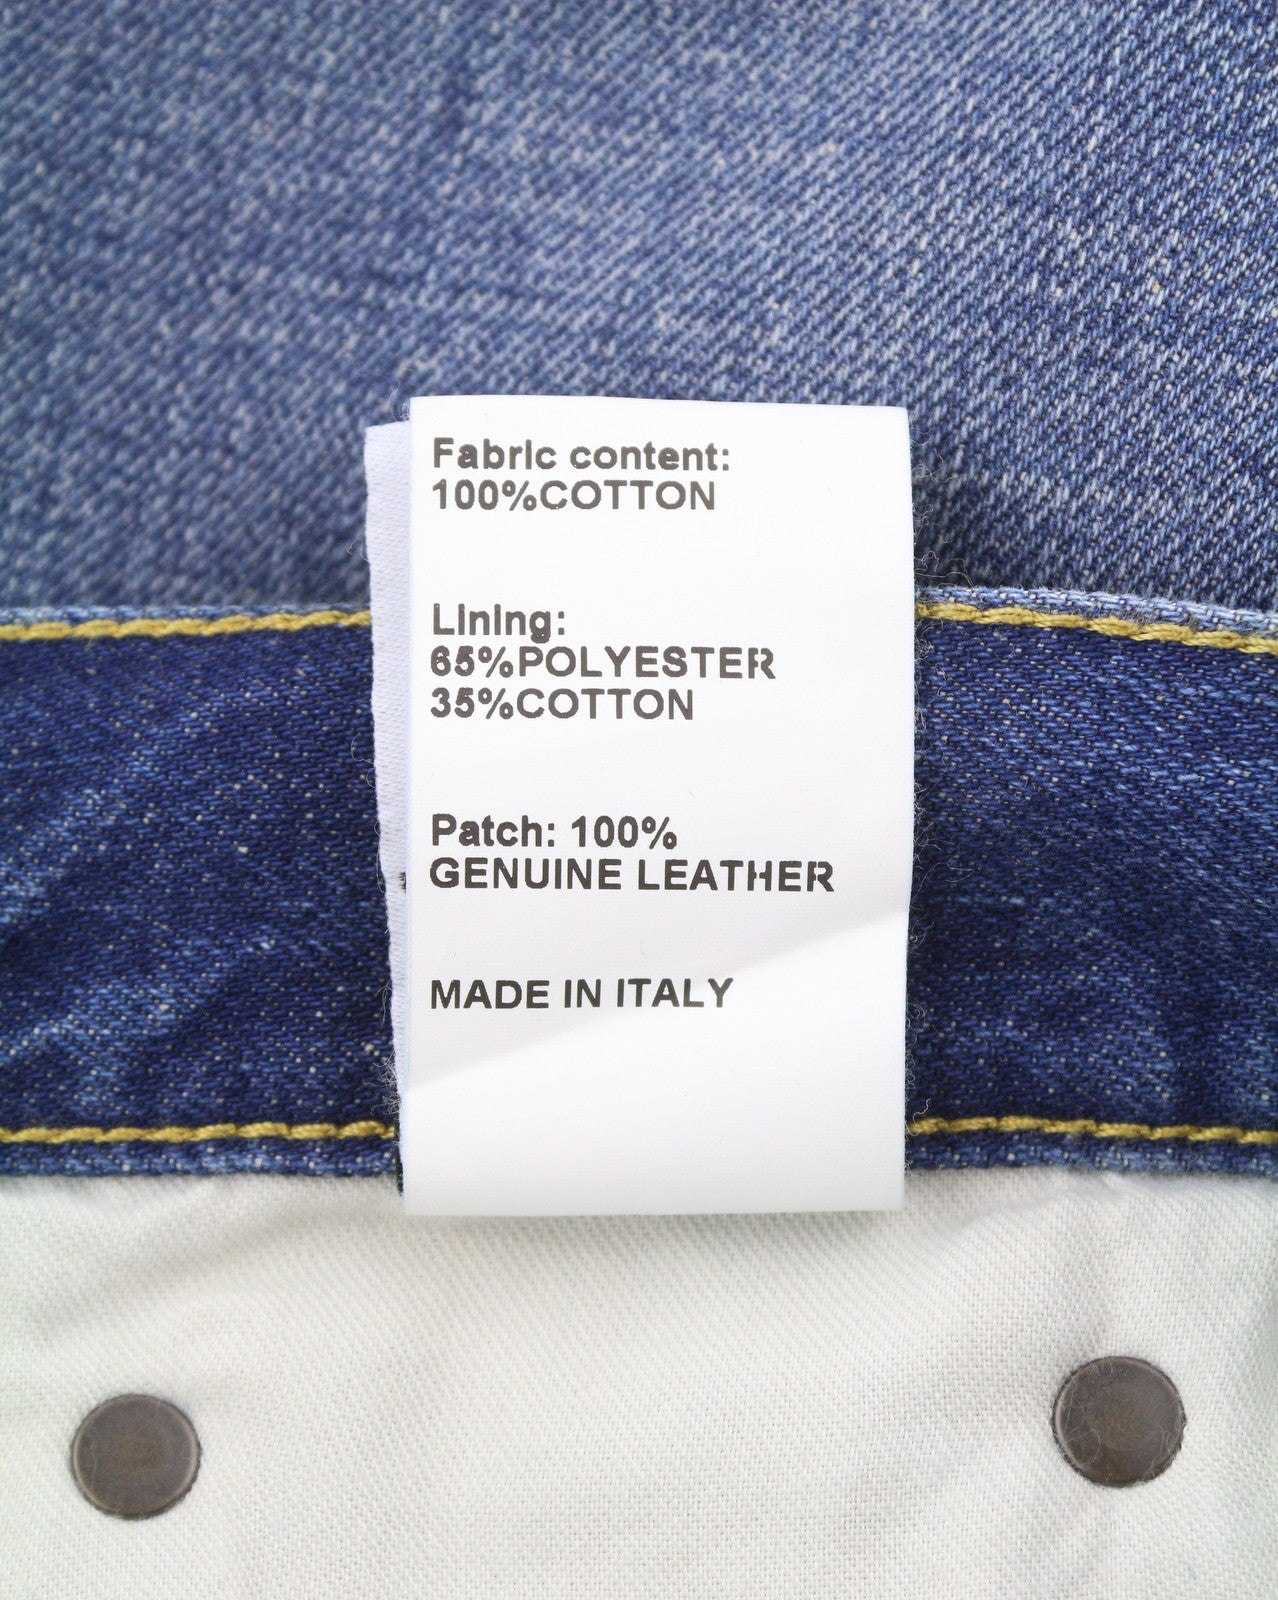 Fabric content:
100%COTTON
Lining:
65%POLYESTER
35%COTTON
Patch: 100%
GENUINE LEATHER
MADE IN ITALY